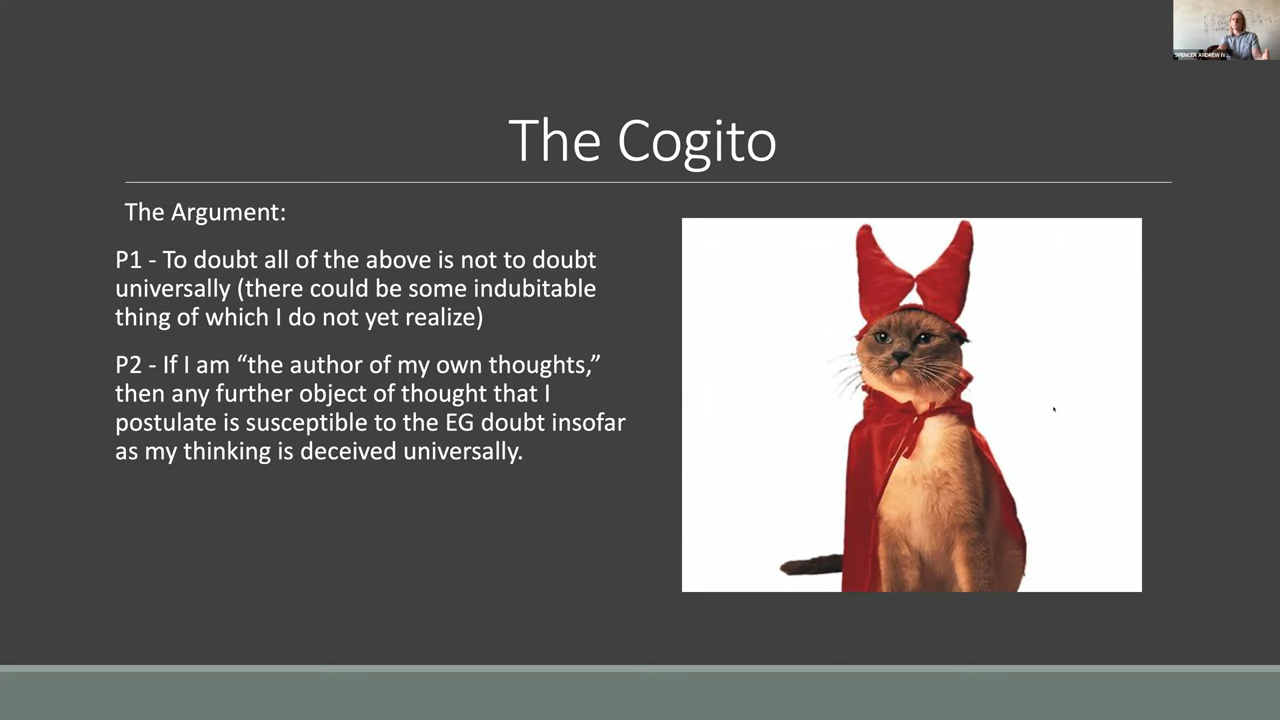 SPENCER ANDREW IV
The Cogito
The Argument:
P1 - To doubt all of the above is not to doubt
universally (there could be some indubitable
thing of which I do not yet realize)
P2 - If I am “the author of my own thoughts,”
then any further object of thought that I
postulate is susceptible to the EG doubt insofar
as my thinking is deceived universally.